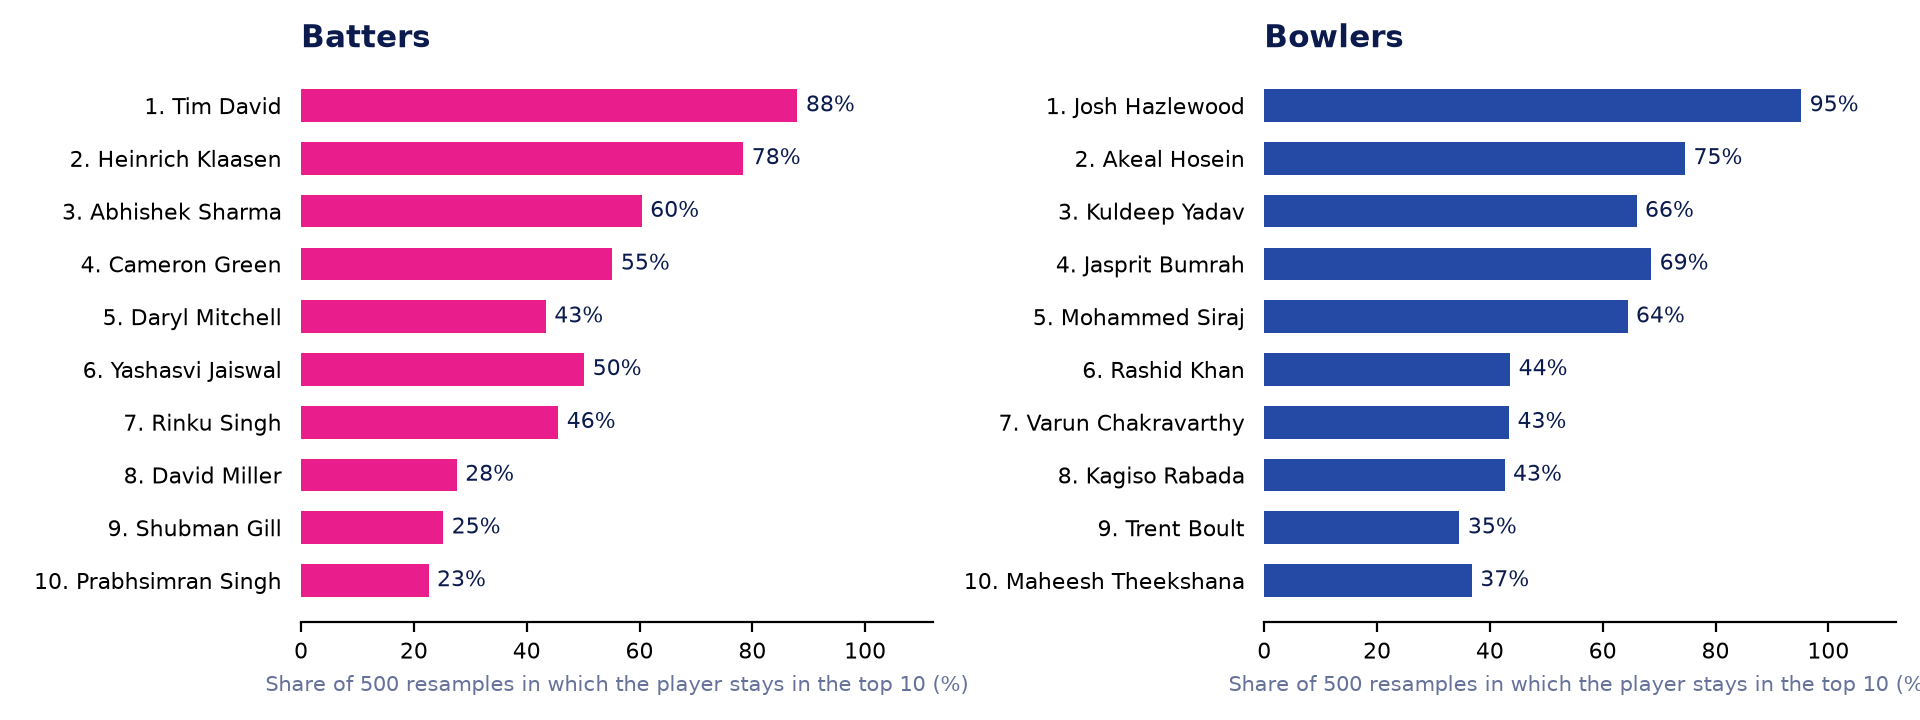 Batters
1. Tim David 88%
2. Heinrich Klaasen 78%
3. Abhishek Sharma 60%
4. Cameron Green 55%
5. Daryl Mitchell 43%
6. Yashasvi Jaiswal 50%
7. Rinku Singh 46%
8. David Miller 28%
9. Shubman Gill 25%
10. Prabhsimran Singh 23%
0 20 40 60 80 100
Share of 500 resamples in which the player stays in the top 10 (%)
Bowlers
1. Josh Hazlewood 95%
2. Akeal Hosein 75%
3. Kuldeep Yadav 66%
4. Jasprit Bumrah 69%
5. Mohammed Siraj 64%
6. Rashid Khan 44%
7. Varun Chakravarthy 43%
8. Kagiso Rabada 43%
9. Trent Boult 35%
10. Maheesh Theekshana 37%
0 20 40 60 80 100
Share of 500 resamples in which the player stays in the top 10 (%